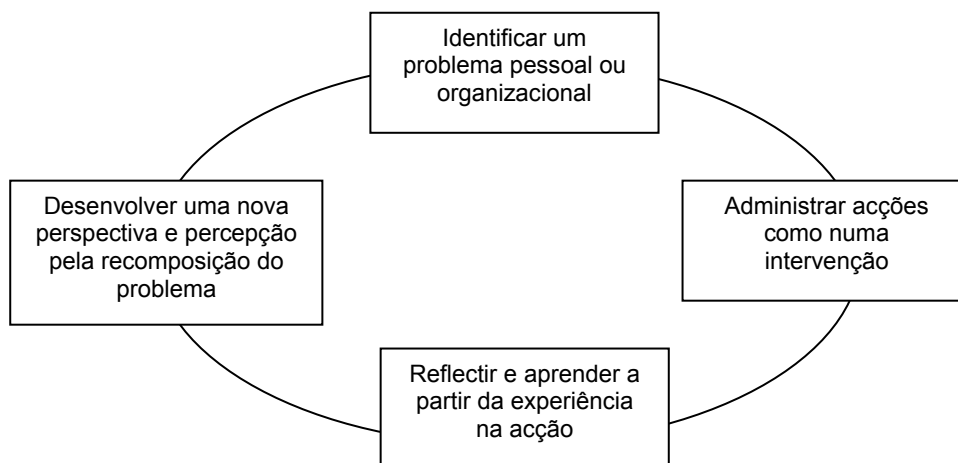 Identificar um
problema pessoal ou
organizacional
Administrar acções
como numa
intervenção
Reflectir e aprender a
partir da experiência
na acção
Desenvolver uma nova
perspectiva e percepção
pela recomposição do
problema